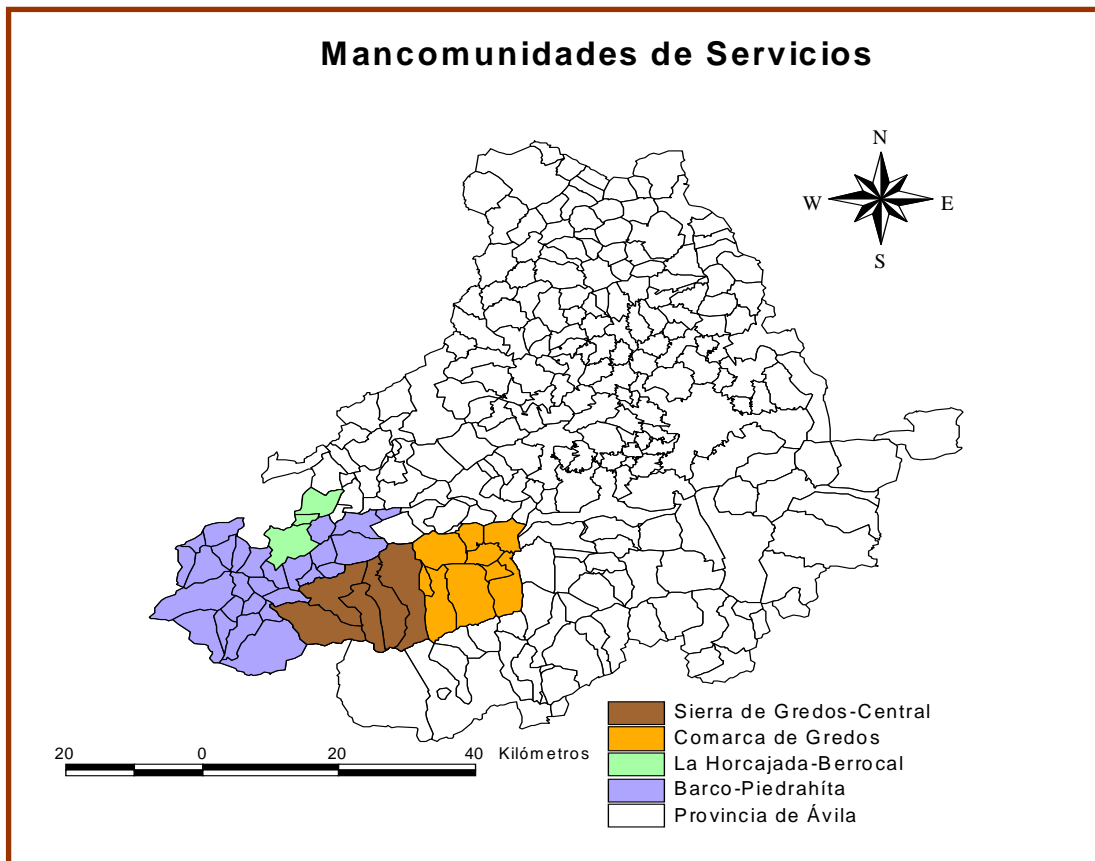 Mancomunidades de Servicios
N
W E
S
Sierra de Gredos-Central
Comarca de Gredos
La Horcajada-Berrocal
Barco-Piedrahíta
Provincia de Ávila
20 0 20 40 Kilómetros